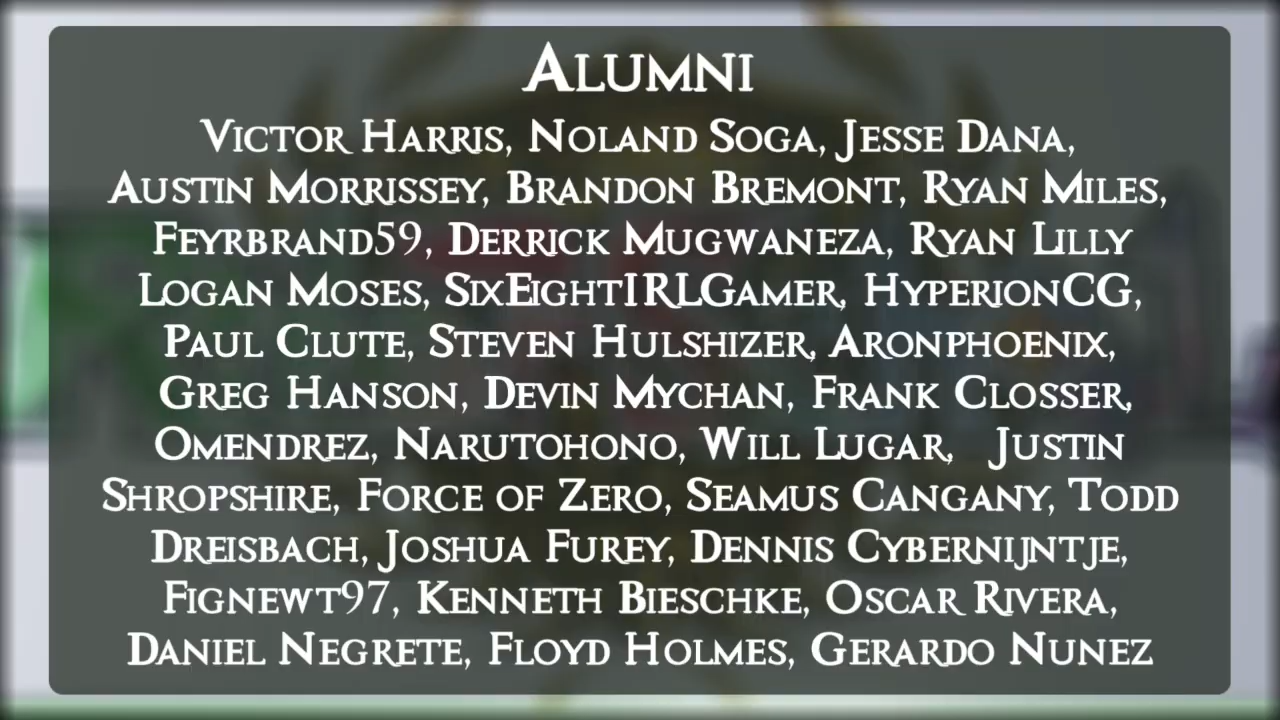 Alumni
Victor Harris, Noland Soga, Jesse Dana,
Austin Morrissey, Brandon Bremont, Ryan Miles,
Feyrbrand59, Derrick Mugwaneza, Ryan Lilly
Logan Moses, SixEightIRLGamer, HyperionCG,
Paul Clute, Steven Hulshizer, Aronphoenix,
Greg Hanson, Devin Mychan, Frank Closser,
Omendrez, Narutohono, Will Lugar, Justin
Shropshire, Force of Zero, Seamus Cangany, Todd
Dreisbach, Joshua Furey, Dennis Cybernijntje,
Fignewt97, Kenneth Bieschke, Oscar Rivera,
Daniel Negrete, Floyd Holmes, Gerardo Nunez